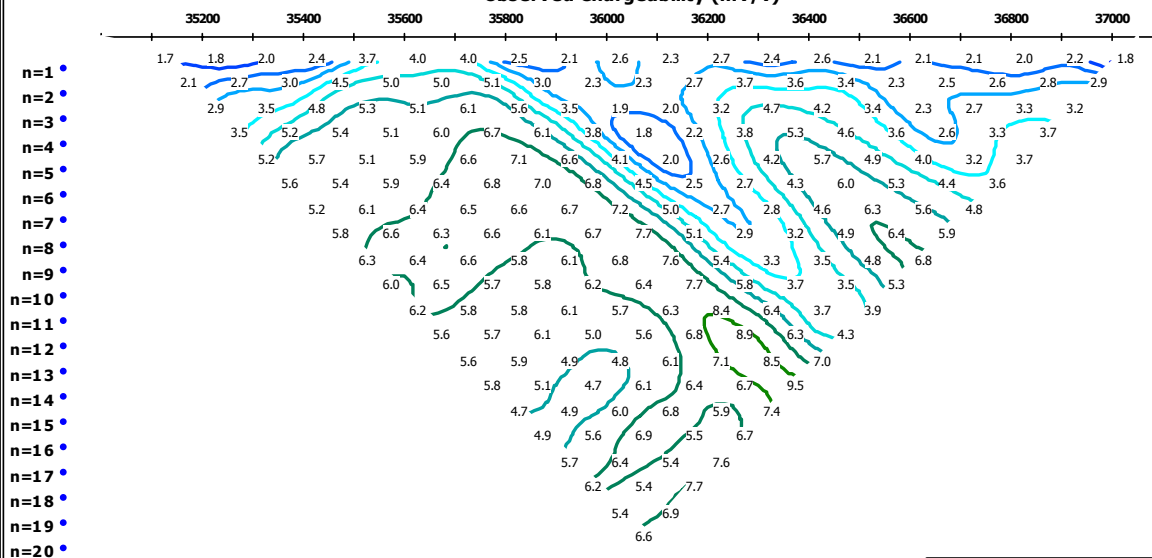 Observed Chargeability (mV/V)
35200 35400 35600 35800 36000 36200 36400 36600 36800 37000
1.7 1.8 2.0 2.4 3.7 4.0 4.0 2.5 2.1 2.6 2.3 2.7 2.4 2.6 2.1 2.1 2.1 2.0 2.2 1.8
n=1
2.1 2.7 3.0 4.5 5.0 5.0 5.1 3.0 2.3 2.3 2.7 3.7 3.6 3.4 2.3 2.5 2.6 2.8 2.9
n=2
2.9 3.5 4.8 5.3 5.1 6.1 5.6 3.5 1.9 2.0 3.2 4.7 4.2 3.4 2.3 2.7 3.3 3.2
n=3
3.5 5.2 5.4 5.1 6.0 6.7 6.1 3.8 1.8 2.2 3.8 5.3 4.6 3.6 2.6 3.3 3.7
n=4
5.2 5.7 5.1 5.9 6.6 7.1 6.6 4.1 2.0 2.6 4.2 5.7 4.9 4.0 3.2 3.7
n=5
5.6 5.4 5.9 6.4 6.8 7.0 6.8 4.5 2.5 2.7 4.3 6.0 5.3 4.4 3.6
n=6
5.2 6.1 6.4 6.5 6.6 6.7 7.2 5.0 2.7 2.8 4.6 6.3 5.6 4.8
n=7
5.8 6.6 6.3 6.6 6.1 6.7 7.7 5.1 2.9 3.2 4.9 6.4 5.9
n=8
6.3 6.4 6.6 5.8 6.1 6.8 7.6 5.4 3.3 3.5 4.8 6.8
n=9
6.0 6.5 5.7 5.8 6.2 6.4 7.7 5.8 3.7 3.5 5.3
n=10
6.2 5.8 5.8 6.1 5.7 6.3 8.4 6.4 3.7 3.9
n=11
5.6 5.7 6.1 5.0 5.6 6.8 8.9 6.3 4.3
n=12
5.6 5.9 4.9 4.8 6.1 7.1 8.5 7.0
n=13
5.8 5.1 4.7 6.1 6.4 6.7 9.5
n=14
4.7 4.9 6.0 6.8 5.9 7.4
n=15
4.9 5.6 6.9 5.5 6.7
n=16
5.7 6.4 5.4 7.6
n=17
6.2 5.4 7.7
n=18
5.4 6.9
n=19
6.6
n=20